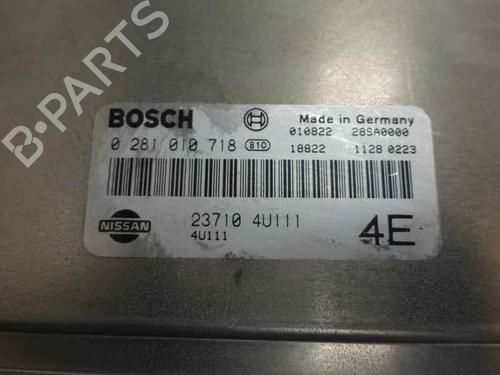 B-PARTS
BOSCH
Made in Germany
010822 28SA0000
0 281 010 718 810 18822 1128 0223
NISSAN
23710 4U111
4U111
4E